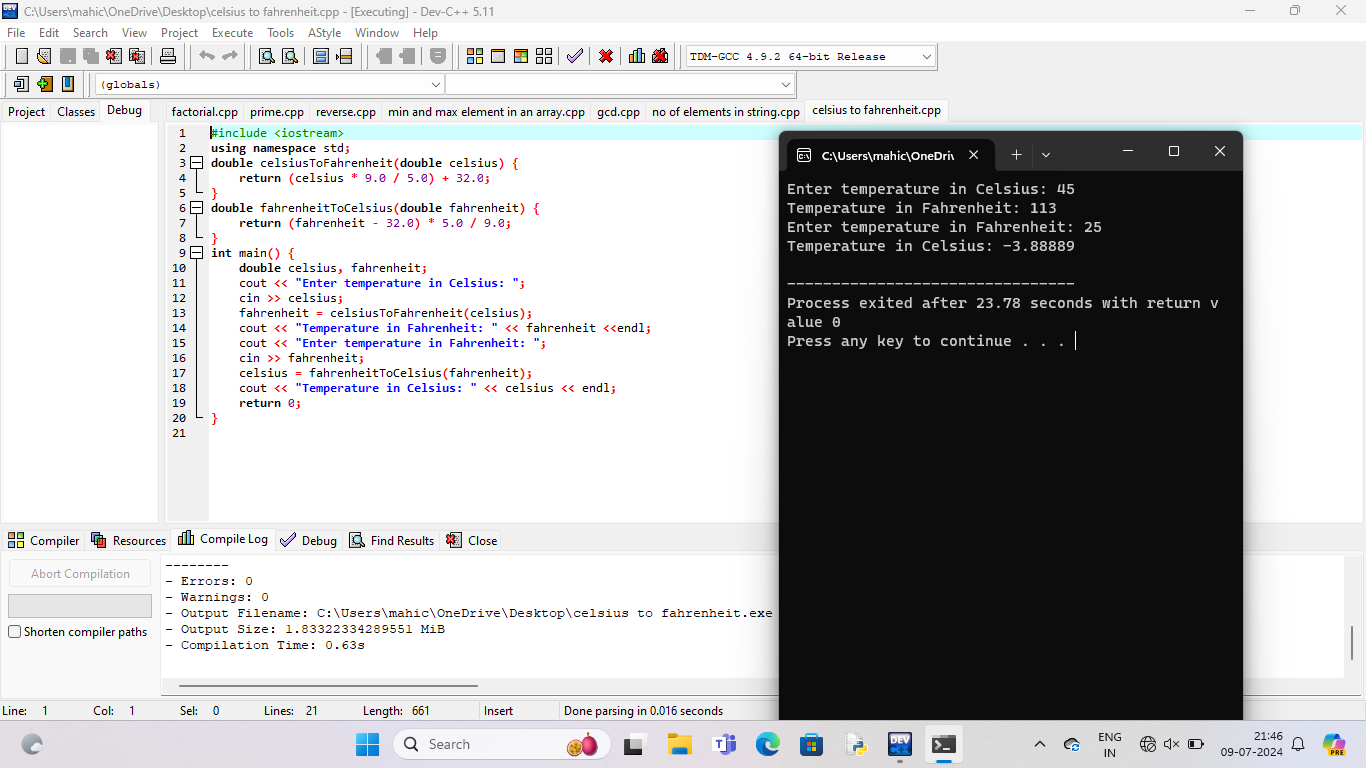 C:\Users\mahic\OneDrive\Desktop\celsius to fahrenheit.cpp - [Executing] - Dev-C++ 5.11
File Edit Search View Project Execute Tools AStyle Window Help
TDM-GCC 4.9.2 64-bit Release
(globals)
Project Classes Debug
factorial.cpp prime.cpp reverse.cpp min and max element in an array.cpp gcd.cpp no of elements in string.cpp celsius to fahrenheit.cpp
1 #include <iostream>
2 using namespace std;
3 double celsiusToFahrenheit(double celsius) {
4 return (celsius * 9.0 / 5.0) + 32.0;
5 }
6 double fahrenheitToCelsius(double fahrenheit) {
7 return (fahrenheit - 32.0) * 5.0 / 9.0;
8 }
9 int main() {
10 double celsius, fahrenheit;
11 cout << "Enter temperature in Celsius: ";
12 cin >> celsius;
13 fahrenheit = celsiusToFahrenheit(celsius);
14 cout << "Temperature in Fahrenheit: " << fahrenheit <<endl;
15 cout << "Enter temperature in Fahrenheit: ";
16 cin >> fahrenheit;
17 celsius = fahrenheitToCelsius(fahrenheit);
18 cout << "Temperature in Celsius: " << celsius << endl;
19 return 0;
20 }
21
C:\Users\mahic\OneDri
Enter temperature in Celsius: 45
Temperature in Fahrenheit: 113
Enter temperature in Fahrenheit: 25
Temperature in Celsius: -3.88889
--------------------------------
Process exited after 23.78 seconds with return v
alue 0
Press any key to continue . . .
Compiler Resources Compile Log Debug Find Results Close
Abort Compilation
Shorten compiler paths
--------
- Errors: 0
- Warnings: 0
- Output Filename: C:\Users\mahic\OneDrive\Desktop\celsius to fahrenheit.exe
- Output Size: 1.83322334289551 MiB
- Compilation Time: 0.63s
Line: 1 Col: 1 Sel: 0 Lines: 21 Length: 661 Insert Done parsing in 0.016 seconds
Search
DEV
ENG
IN
21:46
09-07-2024
PRE